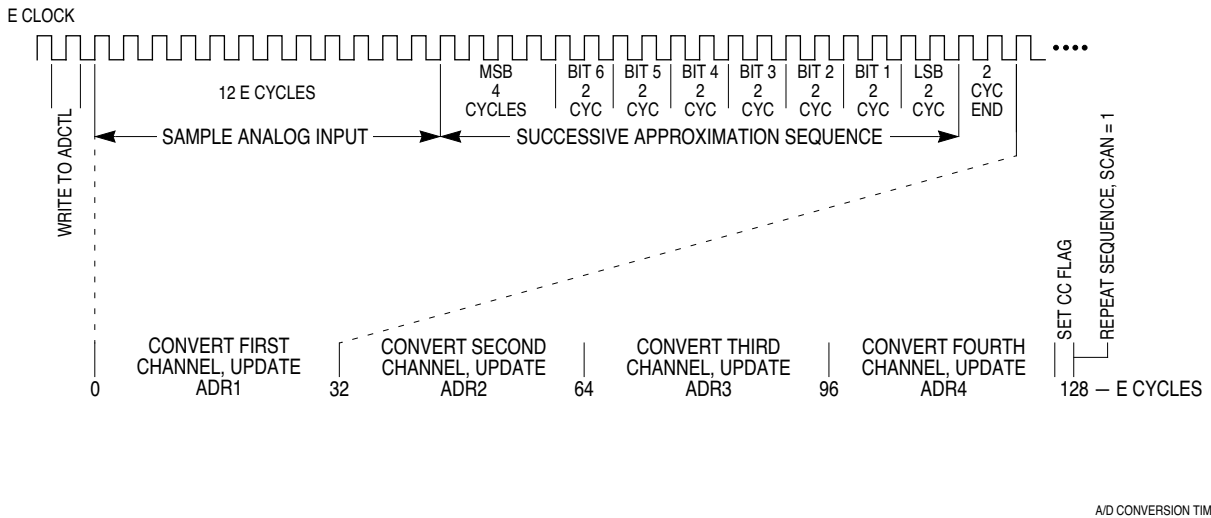 E CLOCK
12 E CYCLES
MSB
4
CYCLES
BIT 6
2
CYC
BIT 5
2
CYC
BIT 4
2
CYC
BIT 3
2
CYC
BIT 2
2
CYC
BIT 1
2
CYC
LSB
2
CYC
2
CYC
END
WRITE TO ADCTL
SAMPLE ANALOG INPUT
SUCCESSIVE APPROXIMATION SEQUENCE
SET CC FLAG
REPEAT SEQUENCE, SCAN = 1
CONVERT FIRST
CHANNEL, UPDATE
ADR1
CONVERT SECOND
CHANNEL, UPDATE
ADR2
CONVERT THIRD
CHANNEL, UPDATE
ADR3
CONVERT FOURTH
CHANNEL, UPDATE
ADR4
0
32
64
96
128 — E CYCLES
A/D CONVERSION TIM